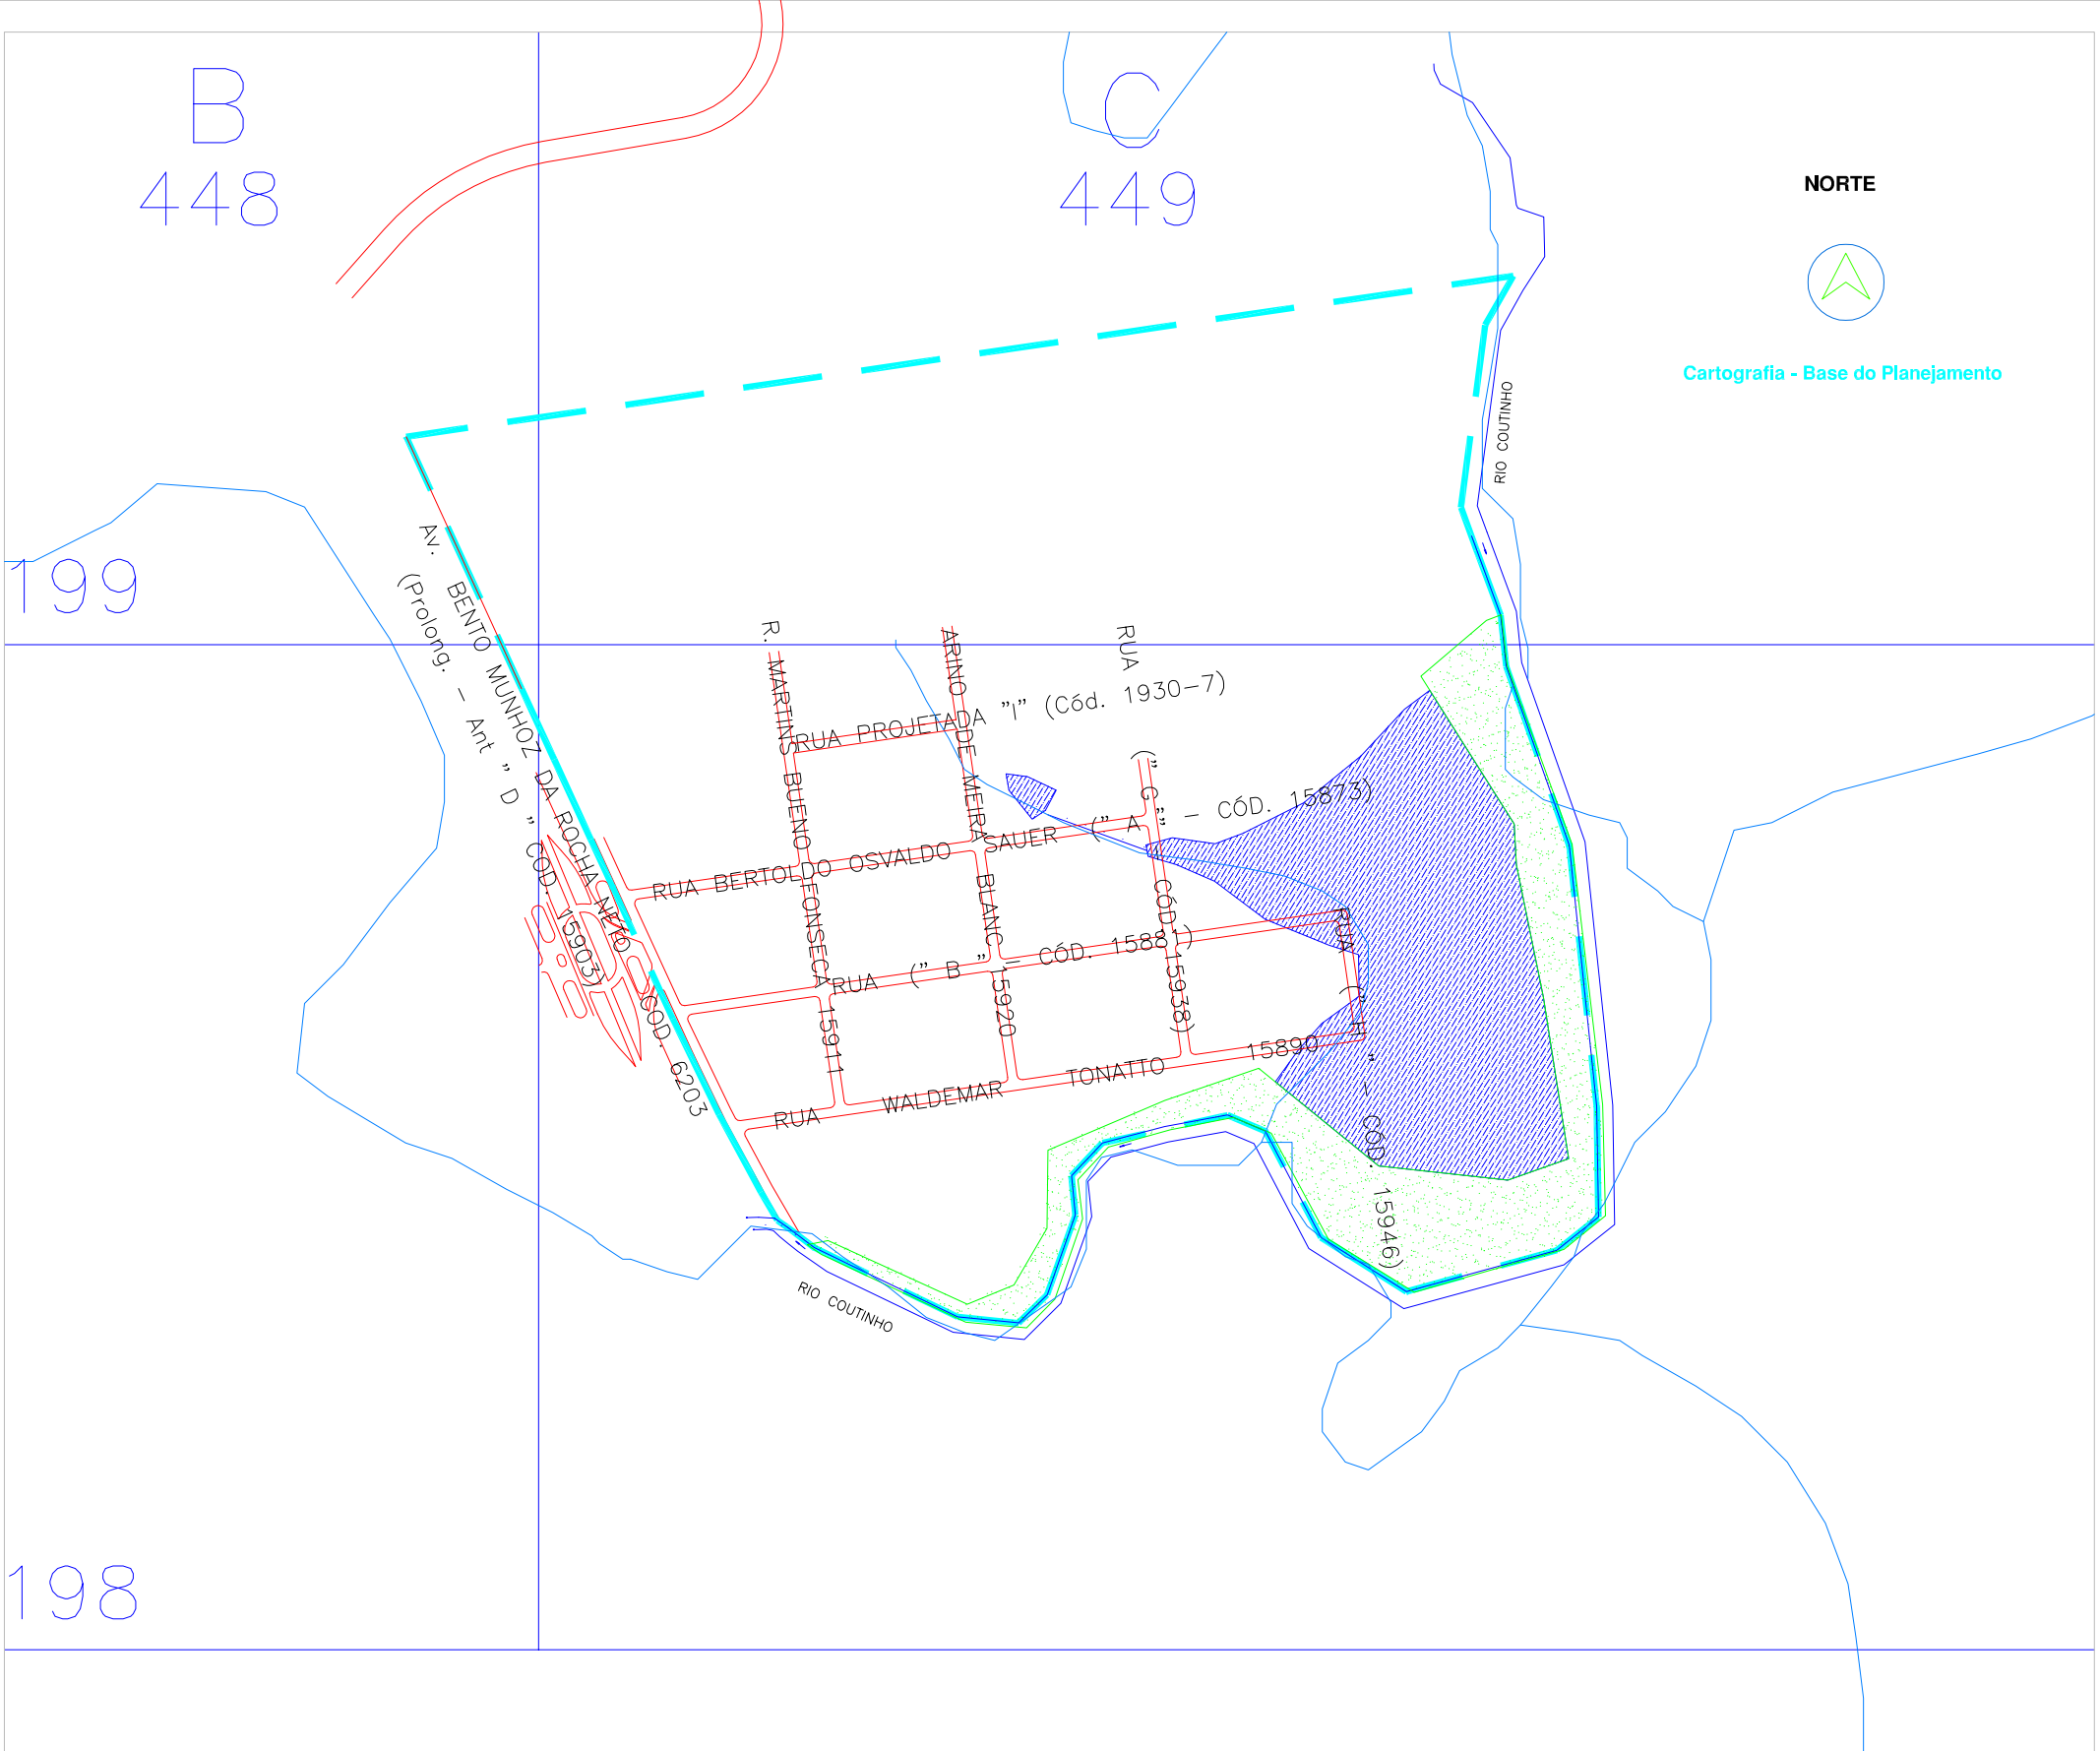 B
448
C
449
NORTE
Cartografia - Base do Planejamento
RIO COUTINHO
199
Av. BENTO MUNHOZ DA ROCHA NETO COD. 6203
(Prolong. - Ant " D " COD. 15903)
R. MARTINS BUENO FONSECA 15911
ARINO DE MEIRA BLANC - 15920
RUA (" G " CÓD. 15938)
RUA PROJETADA "I" (Cód. 1930-7)
RUA BERTOLDO OSVALDO SAUER (" A " - CÓD. 15873)
RUA (" B " - CÓD. 15881)
RUA (" H " - CÓD. 15946)
RUA WALDEMAR TONATTO 15890
RIO COUTINHO
198